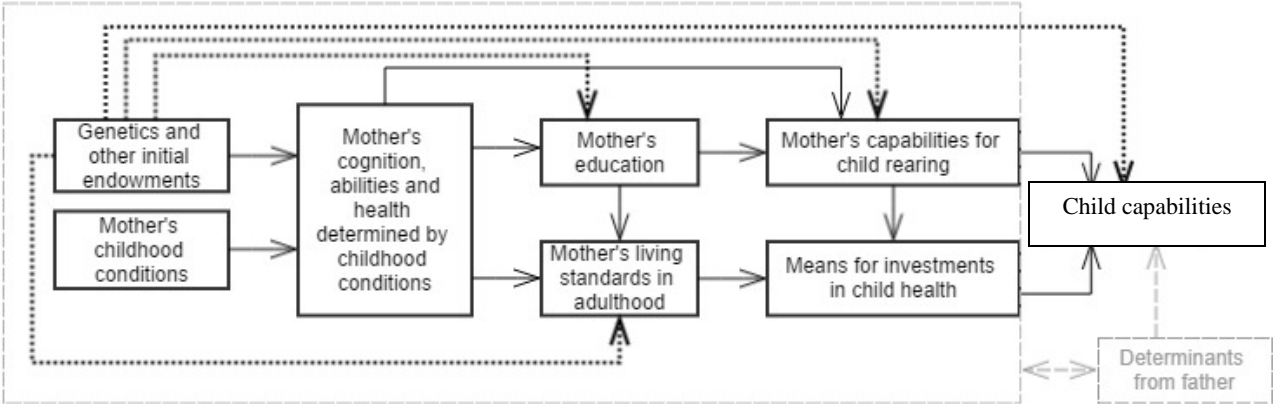 Genetics and
other initial
endowments
Mother's
childhood
conditions
Mother's
cognition,
abilities and
health
determined by
childhood
conditions
Mother's
education
Mother's living
standards in
adulthood
Mother's capabilities for
child rearing
Means for investments
in child health
Child capabilities
Determinants
from father